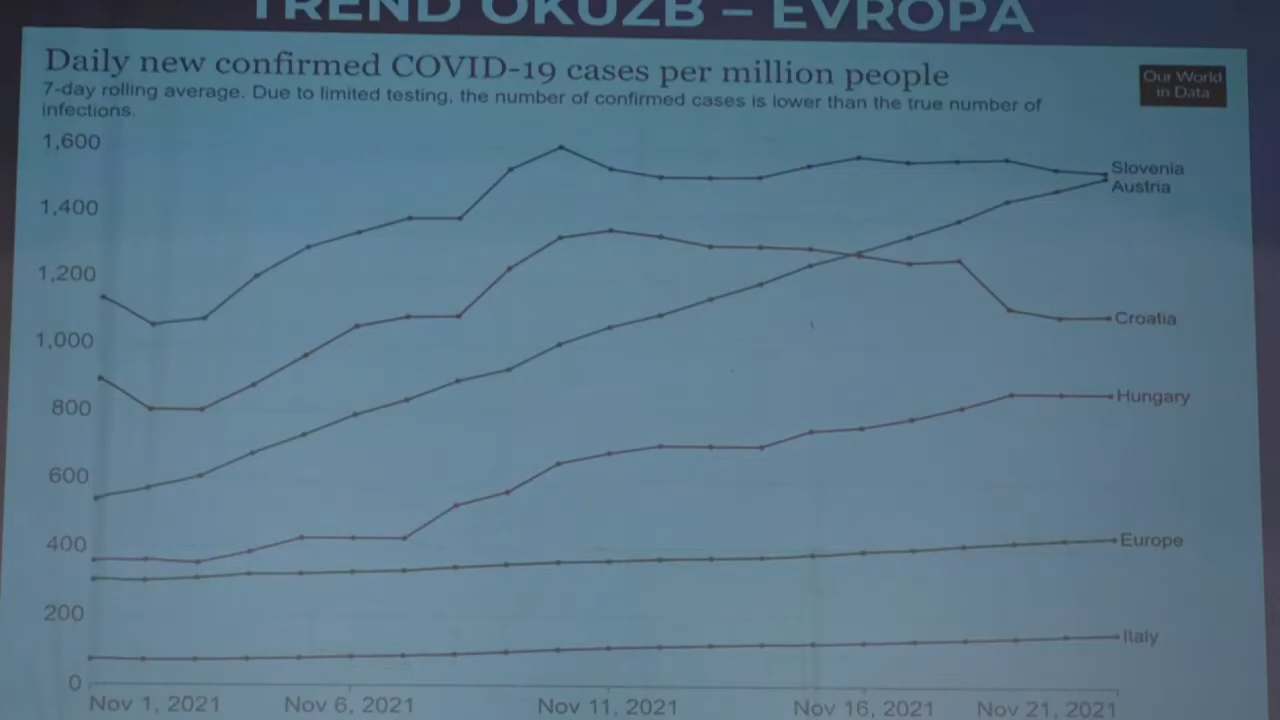 TREND OKUŽB – EVROPA
Daily new confirmed COVID-19 cases per million people
7-day rolling average. Due to limited testing, the number of confirmed cases is lower than the true number of
infections.
Our World
in Data
1,600
1,400
1,200
1,000
800
600
400
200
0
Slovenia
Austria
Croatia
Hungary
Europe
Italy
Nov 1, 2021
Nov 6, 2021
Nov 11, 2021
Nov 16, 2021
Nov 21, 2021